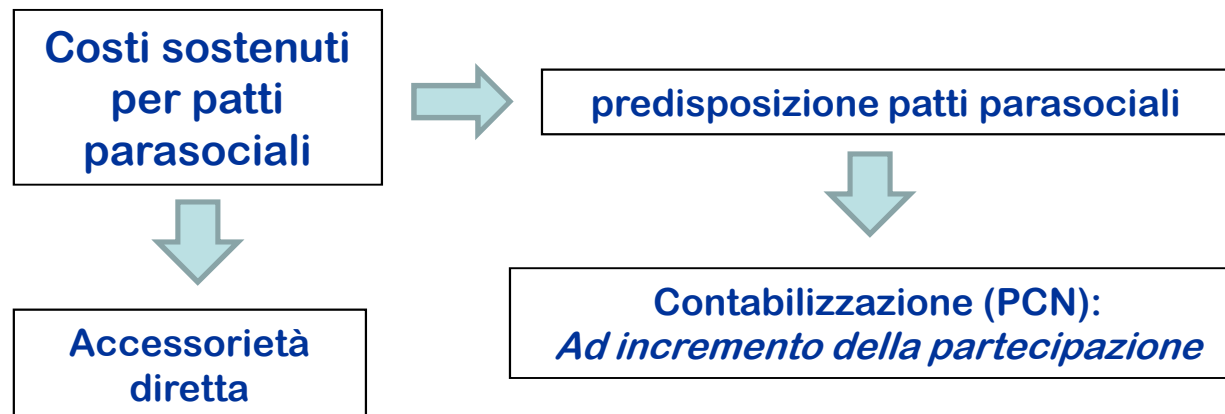 Costi sostenuti
per patti
parasociali
predisposizione patti parasociali
Accessorietà
diretta
Contabilizzazione (PCN):
Ad incremento della partecipazione